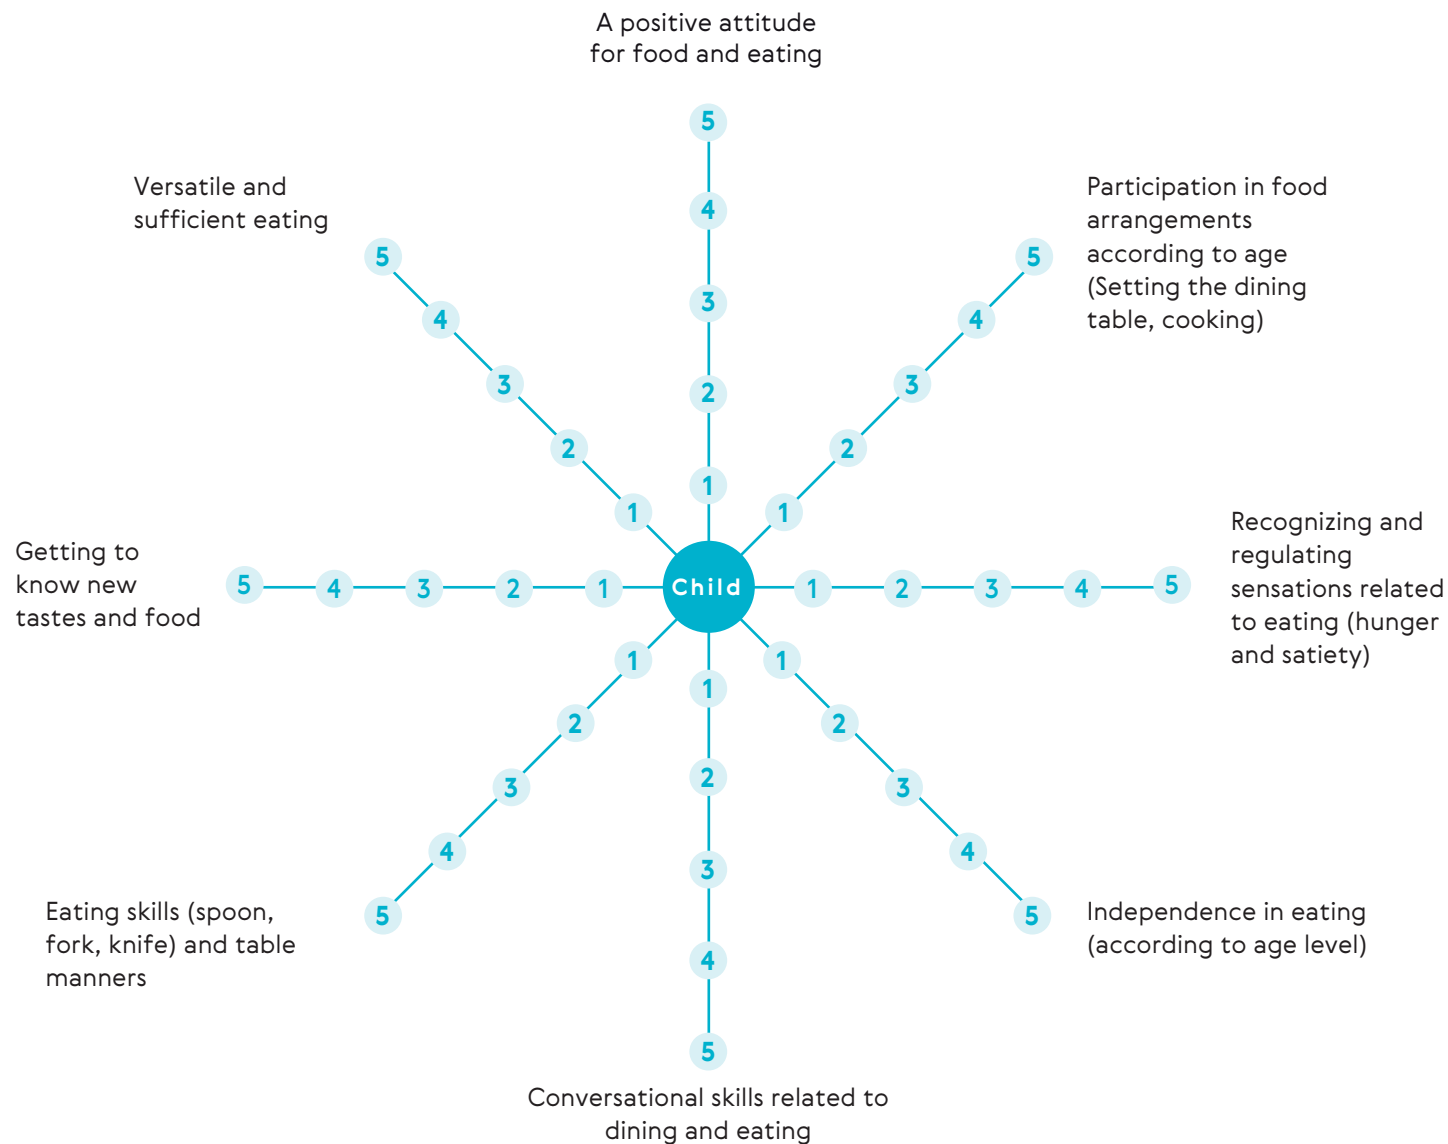 A positive attitude
for food and eating
5
4
3
2
1
Versatile and
sufficient eating
5
4
3
2
1
Participation in food
arrangements
according to age
(Setting the dining
table, cooking)
5
4
3
2
1
Getting to
know new
tastes and food
5 4 3 2 1
Child
1 2 3 4 5
Recognizing and
regulating
sensations related
to eating (hunger
and satiety)
1
2
3
4
5
Eating skills (spoon,
fork, knife) and table
manners
1
2
3
4
5
Conversational skills related to
dining and eating
1
2
3
4
5
Independence in eating
(according to age level)